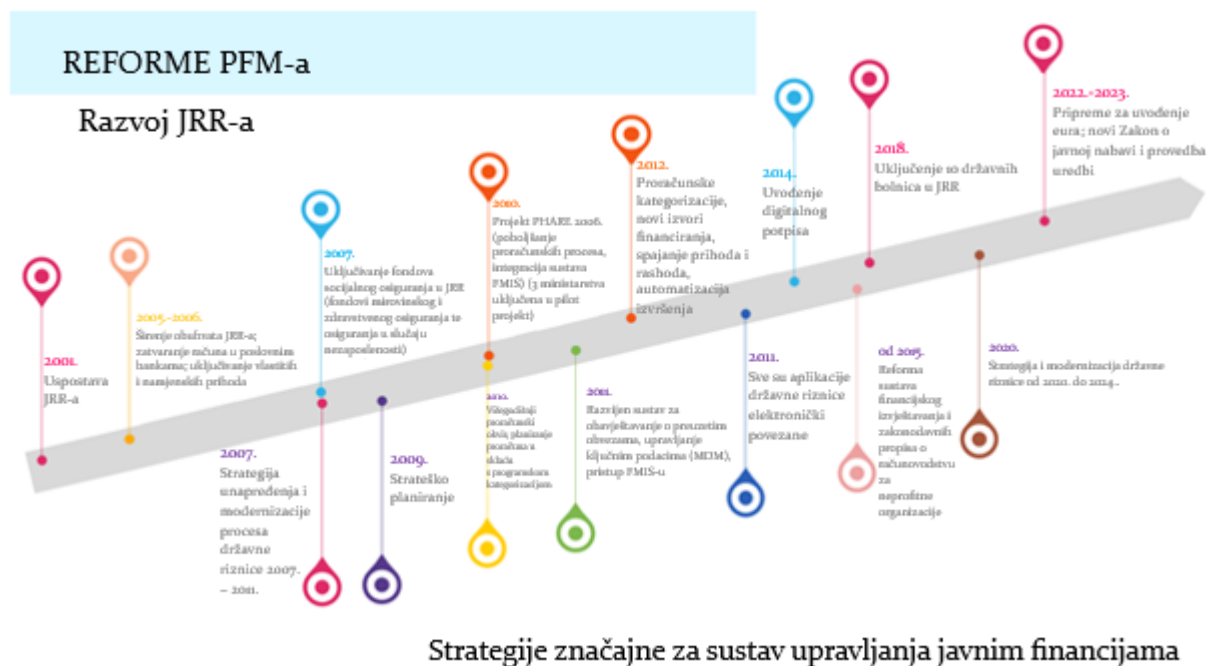 REFORME PFM-a
Razvoj JRR-a
2001.
Uspostava
JRR-a
2005.-2006.
Širenje obuhvata JRR-a;
zatvaranje računa u poslovnim
bankama; uključivanje vlastitih
i namjenskih prihoda
2007.
Uključivanje fondova
socijalnog osiguranja u JRR
(fondovi mirovinskog i
zdravstvenog osiguranja te
osiguranja u slučaju
nezaposlenosti)
2010.
Projekt PHARE 2006.
(poboljšanje
proračunskih procesa,
integracija sustava
FMIS) (3 ministarstva
uključena u pilot
projekt)
2012.
Proračunske
kategorizacije,
novi izvori
financiranja,
spajanje prihoda i
rashoda,
automatizacija
izvršenja
2014.
Uvođenje
digitalnog
potpisa
2018.
Uključenje 10 državnih
bolnica u JRR
2022.-2023.
Pripreme za uvođenje
eura; novi Zakon o
javnoj nabavi i provedba
uredbi
2007.
Strategija
unapređenja i
modernizacije
procesa
državne
riznice 2007.
– 2011.
2009.
Strateško
planiranje
2010.
Višegodišnji
proračunski
okvir, planiranje
proračuna u
skladu
s programskom
kategorizacijom
2011.
Razvijen sustav za
obavještavanje o preuzetim
obvezama, upravljanje
ključnim podacima (MDM),
pristup FMIS-u
2011.
Sve su aplikacije
državne riznice
elektronički
povezane
od 2015.
Reforma
sustava
financijskog
izvještavanja i
zakonodavnih
propisa o
računovodstvu
za
neprofitne
organizacije
2020.
Strategija i modernizacija državne
riznice od 2020. do 2024..
Strategije značajne za sustav upravljanja javnim financijama